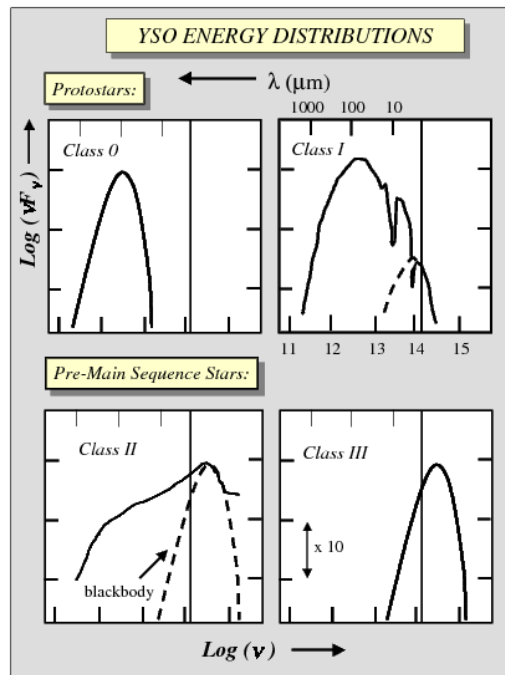 YSO ENERGY DISTRIBUTIONS
Protostars:
λ (μm)
1000 100 10
Class 0
Class I
Log (νFν)
11 12 13 14 15
Pre-Main Sequence Stars:
Class II
Class III
x 10
blackbody
Log (ν)